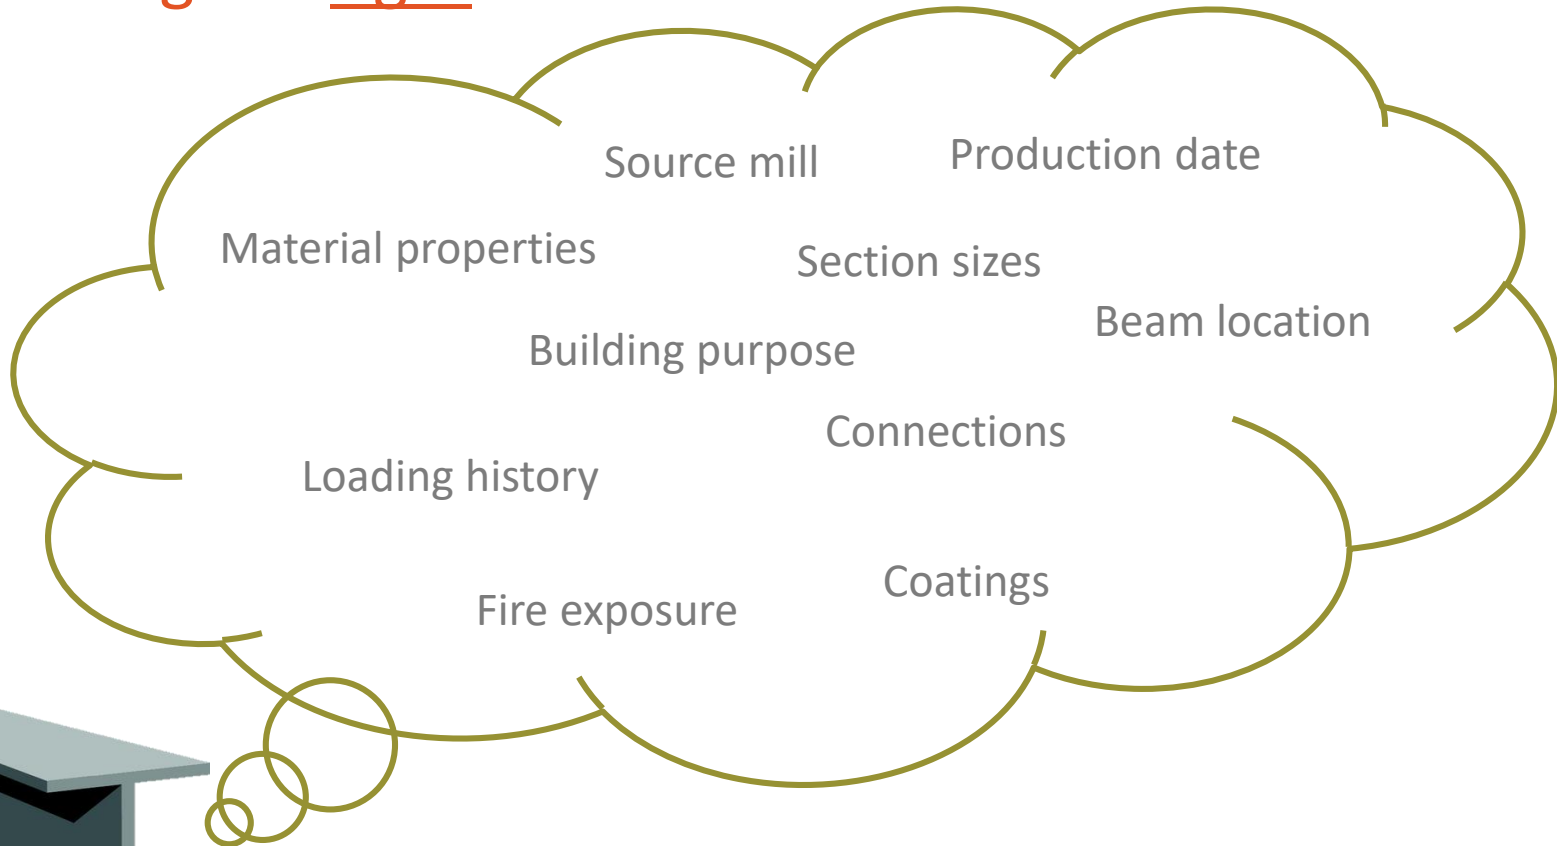 Source mill
Production date
Material properties
Section sizes
Beam location
Building purpose
Connections
Loading history
Coatings
Fire exposure